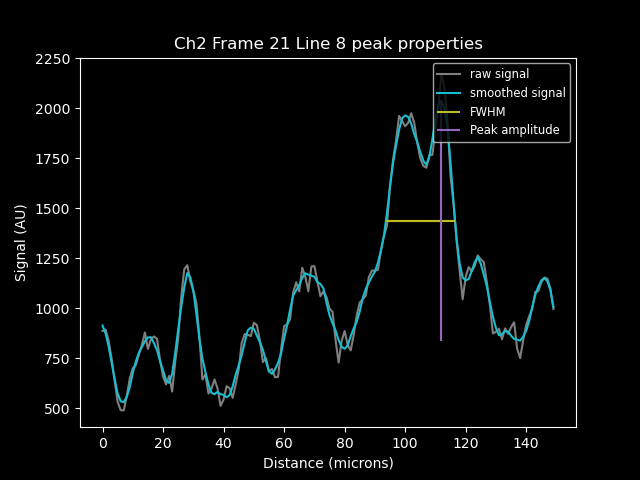 Ch2 Frame 21 Line 8 peak properties
raw signal
smoothed signal
FWHM
Peak amplitude
2250
2000
1750
1500
1250
1000
750
500
Signal (AU)
0 20 40 60 80 100 120 140
Distance (microns)